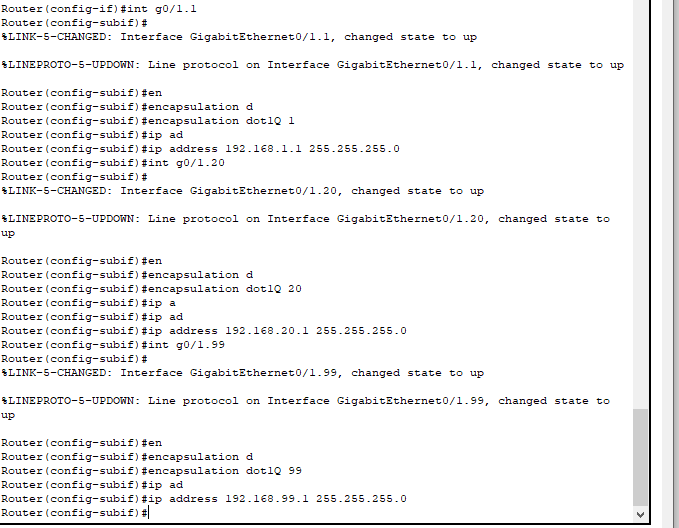 Router(config-if)#int g0/1.1
Router(config-subif)#
%LINK-5-CHANGED: Interface GigabitEthernet0/1.1, changed state to up
%LINEPROTO-5-UPDOWN: Line protocol on Interface GigabitEthernet0/1.1, changed state to up
Router(config-subif)#en
Router(config-subif)#encapsulation d
Router(config-subif)#encapsulation dot1Q 1
Router(config-subif)#ip ad
Router(config-subif)#ip address 192.168.1.1 255.255.255.0
Router(config-subif)#int g0/1.20
Router(config-subif)#
%LINK-5-CHANGED: Interface GigabitEthernet0/1.20, changed state to up
%LINEPROTO-5-UPDOWN: Line protocol on Interface GigabitEthernet0/1.20, changed state to
up
Router(config-subif)#en
Router(config-subif)#encapsulation d
Router(config-subif)#encapsulation dot1Q 20
Router(config-subif)#ip a
Router(config-subif)#ip ad
Router(config-subif)#ip address 192.168.20.1 255.255.255.0
Router(config-subif)#int g0/1.99
Router(config-subif)#
%LINK-5-CHANGED: Interface GigabitEthernet0/1.99, changed state to up
%LINEPROTO-5-UPDOWN: Line protocol on Interface GigabitEthernet0/1.99, changed state to
up
Router(config-subif)#en
Router(config-subif)#encapsulation d
Router(config-subif)#encapsulation dot1Q 99
Router(config-subif)#ip ad
Router(config-subif)#ip address 192.168.99.1 255.255.255.0
Router(config-subif)#